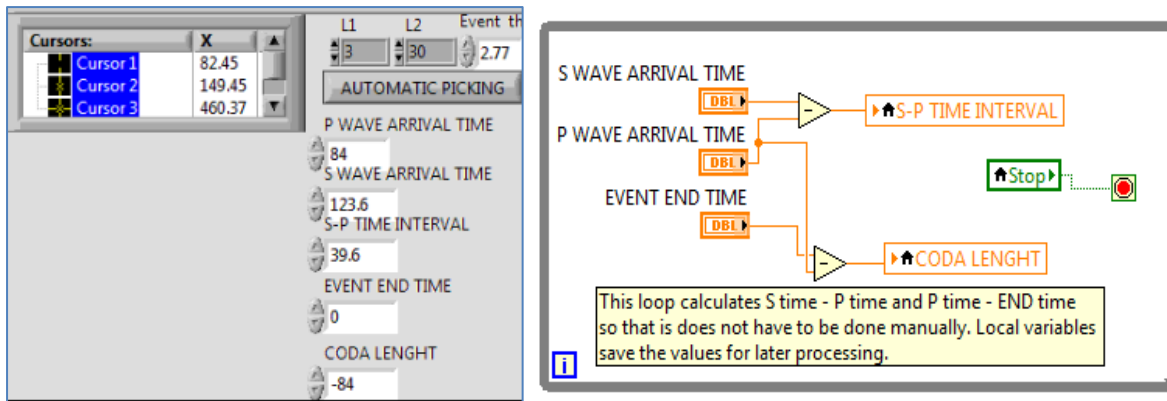 Cursors: X
Cursor 1 82.45
Cursor 2 149.45
Cursor 3 460.37
L1 L2 Event th
3 30 2.77
AUTOMATIC PICKING
P WAVE ARRIVAL TIME
84
S WAVE ARRIVAL TIME
123.6
S-P TIME INTERVAL
39.6
EVENT END TIME
0
CODA LENGHT
-84
S WAVE ARRIVAL TIME
DBL
S-P TIME INTERVAL
P WAVE ARRIVAL TIME
DBL
Stop
EVENT END TIME
DBL
CODA LENGHT
This loop calculates S time - P time and P time - END time
so that is does not have to be done manually. Local variables
save the values for later processing.
i